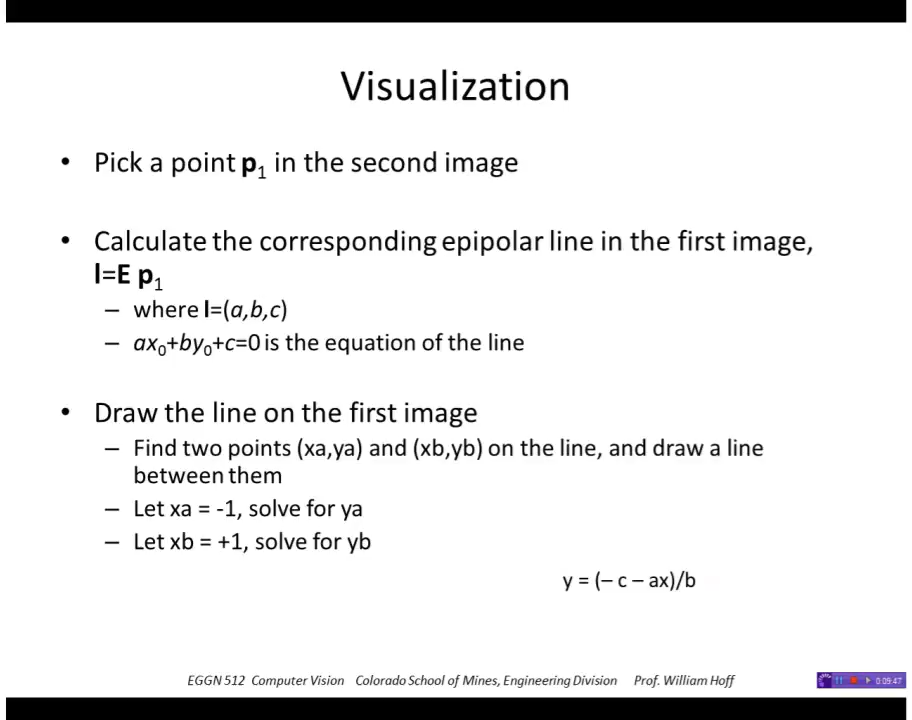 Visualization
• Pick a point p₁ in the second image
• Calculate the corresponding epipolar line in the first image,
l=E p₁
– where l=(a,b,c)
– ax₀+by₀+c=0 is the equation of the line
• Draw the line on the first image
– Find two points (xa,ya) and (xb,yb) on the line, and draw a line
between them
– Let xa = -1, solve for ya
– Let xb = +1, solve for yb
y = (– c – ax)/b
EGGN 512 Computer Vision Colorado School of Mines, Engineering Division Prof. William Hoff
0:09:47